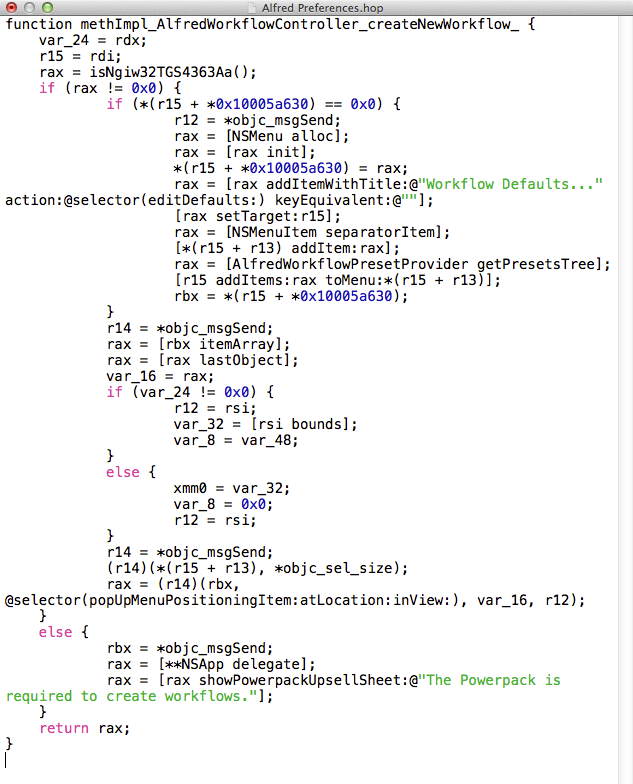 Alfred Preferences.hop
function methImpl_AlfredWorkflowController_createNewWorkflow_ {
    var_24 = rdx;
    r15 = rdi;
    rax = isNgiw32TGS4363Aa();
    if (rax != 0x0) {
            if (*(r15 + *0x10005a630) == 0x0) {
                    r12 = *objc_msgSend;
                    rax = [NSMenu alloc];
                    rax = [rax init];
                    *(r15 + *0x10005a630) = rax;
                    rax = [rax addItemWithTitle:@"Workflow Defaults..."
action:@selector(editDefaults:) keyEquivalent:@""];
                    [rax setTarget:r15];
                    rax = [NSMenuItem separatorItem];
                    [*(r15 + r13) addItem:rax];
                    rax = [AlfredWorkflowPresetProvider getPresetsTree];
                    [r15 addItems:rax toMenu:*(r15 + r13)];
                    rbx = *(r15 + *0x10005a630);
            }
            r14 = *objc_msgSend;
            rax = [rbx itemArray];
            rax = [rax lastObject];
            var_16 = rax;
            if (var_24 != 0x0) {
                    r12 = rsi;
                    var_32 = [rsi bounds];
                    var_8 = var_48;
            }
            else {
                    xmm0 = var_32;
                    var_8 = 0x0;
                    r12 = rsi;
            }
            r14 = *objc_msgSend;
            (r14)(*(r15 + r13), *objc_sel_size);
            rax = (r14)(rbx,
@selector(popUpMenuPositioningItem:atLocation:inView:), var_16, r12);
    }
    else {
            rbx = *objc_msgSend;
            rax = [**NSApp delegate];
            rax = [rax showPowerpackUpsellSheet:@"The Powerpack is
required to create workflows."];
    }
    return rax;
}